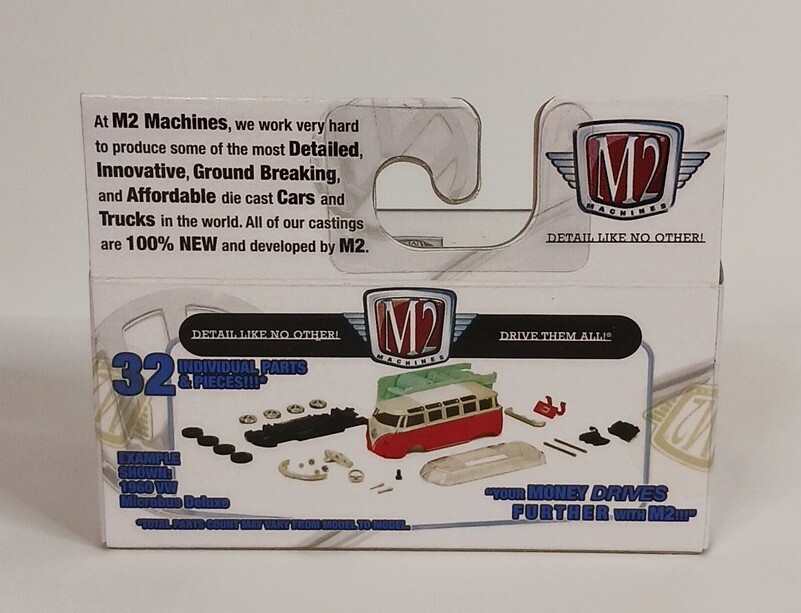 At M2 Machines, we work very hard
to produce some of the most Detailed,
Innovative, Ground Breaking,
and Affordable die cast Cars and
Trucks in the world. All of our castings
are 100% NEW and developed by M2.
M2
MACHINES
DETAIL LIKE NO OTHER!
DETAIL LIKE NO OTHER!
M2
MACHINES
DRIVE THEM ALL!®
32 INDIVIDUAL PARTS
& PIECES!!!*
EXAMPLE
SHOWN:
1960 VW
Microbus Deluxe
"YOUR MONEY DRIVES
FURTHER WITH M2!!!"
*TOTAL PARTS COUNT MAY VARY FROM MODEL TO MODEL.